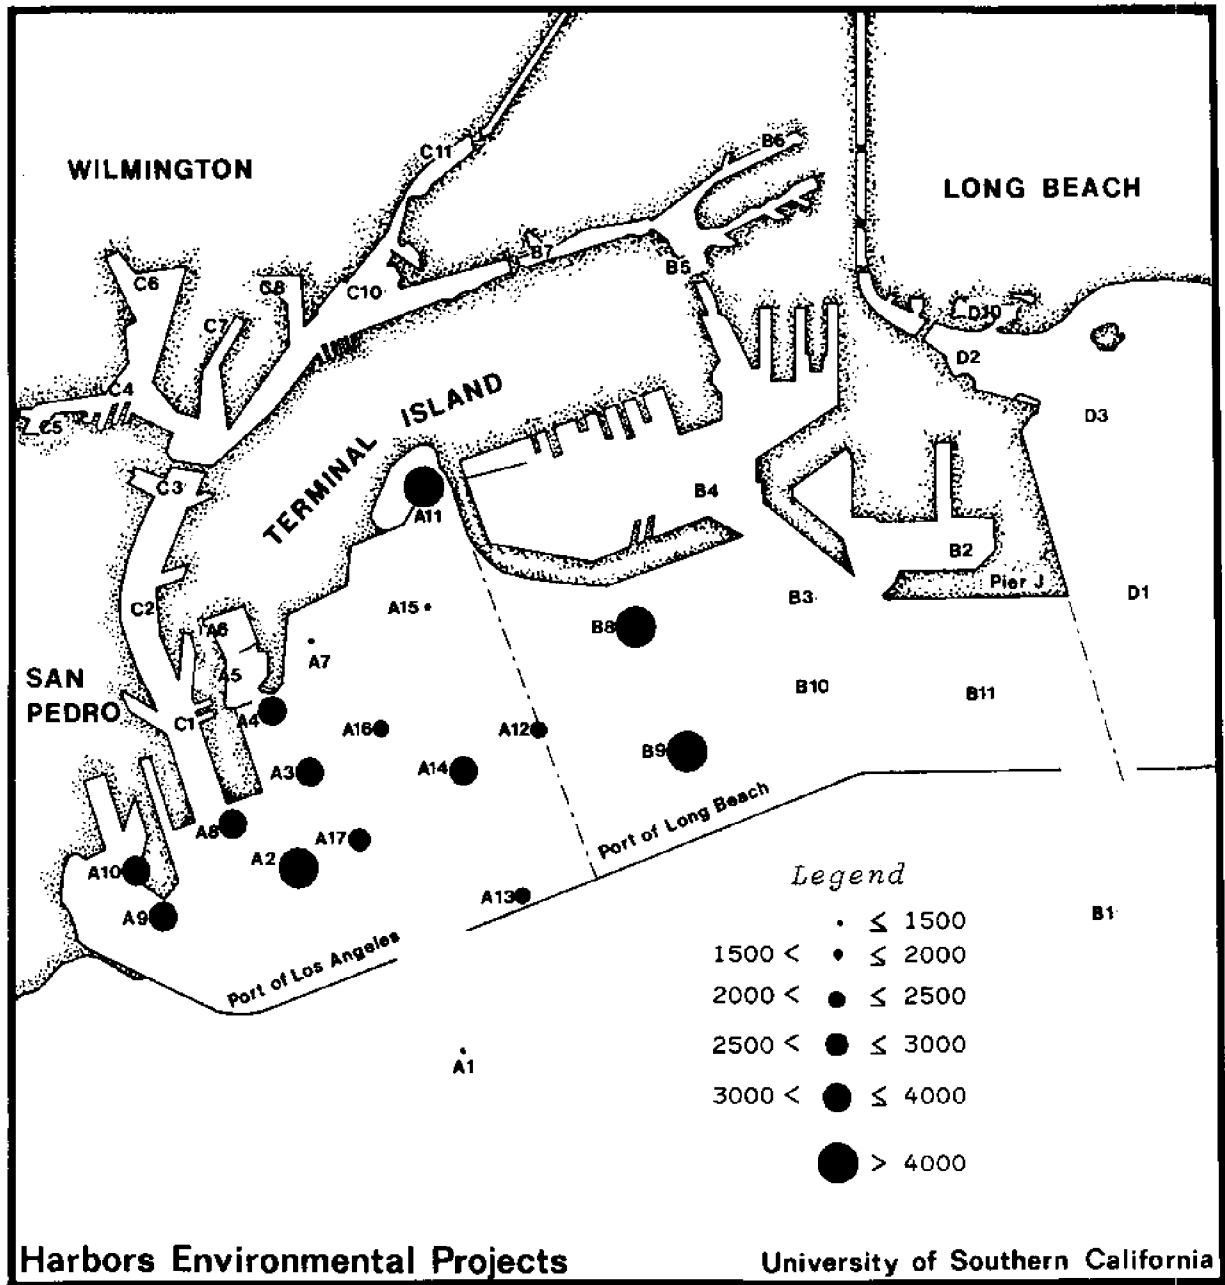 WILMINGTON
LONG BEACH
C11
B6
B7
B5
C6
C8
C10
C7
D10
D2
C4
C5
D3
TERMINAL ISLAND
C3
A11
B4
B2
Pier J
C2
A15
B3
D1
A6
B8
A7
A5
SAN
PEDRO
B10
B11
A4
C1
A16
A12
B9
A3
A14
Port of Long Beach
A8
A17
A2
A10
A13
A9
B1
Port of Los Angeles
A1
Legend
≤ 1500
1500 < ≤ 2000
2000 < ≤ 2500
2500 < ≤ 3000
3000 < ≤ 4000
> 4000
Harbors Environmental Projects
University of Southern California